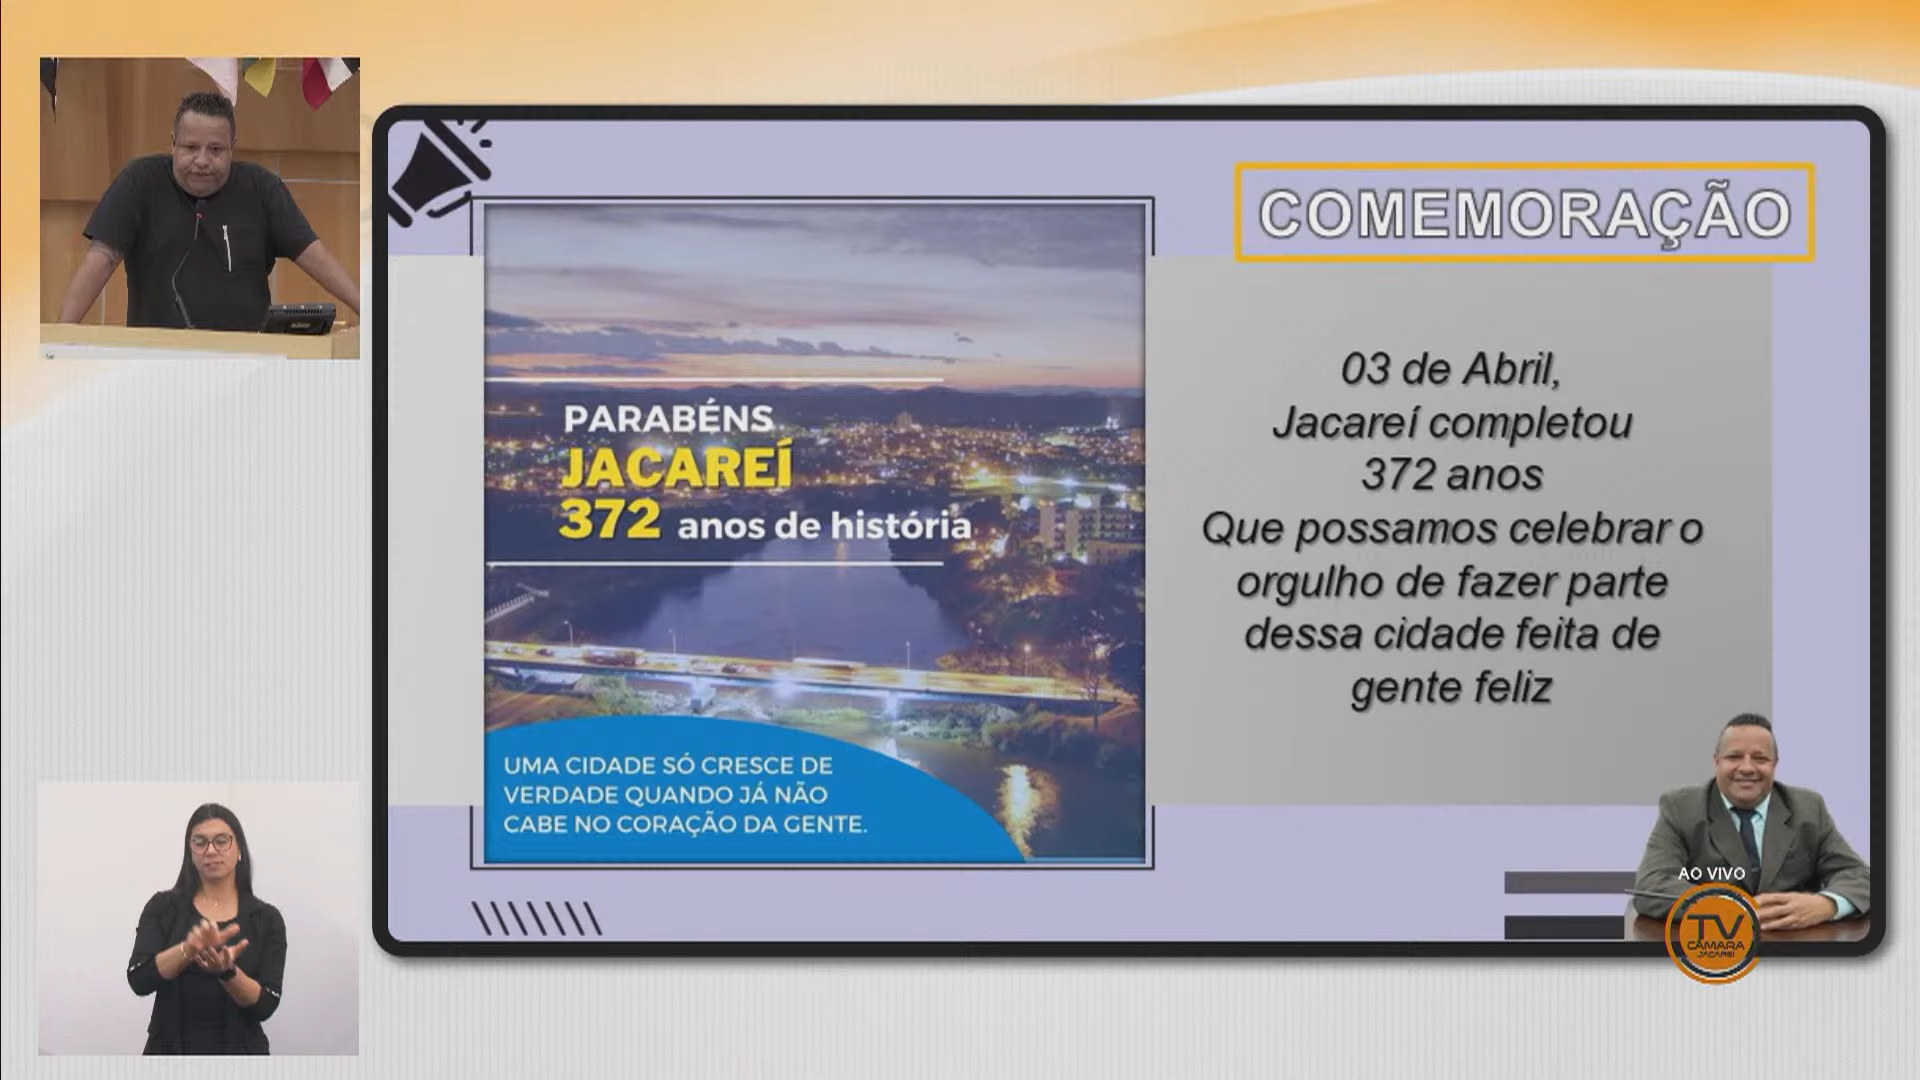 COMEMORAÇÃO
PARABÉNS
JACAREÍ
372 anos de história
UMA CIDADE SÓ CRESCE DE
VERDADE QUANDO JÁ NÃO
CABE NO CORAÇÃO DA GENTE.
03 de Abril,
Jacareí completou
372 anos
Que possamos celebrar o
orgulho de fazer parte
dessa cidade feita de
gente feliz
AO VIVO
TV
CÂMARA
JACAREÍ